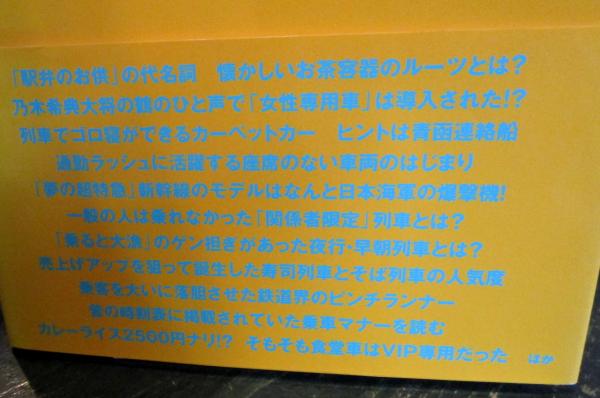 「駅弁のお供」の代名詞　懐かしいお茶容器のルーツとは?
乃木希典大将の鶴のひと声で「女性専用車」は導入された!?
列車でゴロ寝ができるカーペットカー　ヒントは青函連絡船
通勤ラッシュに活躍する座席のない車両のはじまり
「夢の超特急」新幹線のモデルはなんと日本海軍の爆撃機!
一般の人は乗れなかった「関係者限定」列車とは?
「乗ると大漁」のゲン担ぎがあった夜行・早朝列車とは?
売上げアップを狙って誕生した寿司列車とそば列車の人気度
乗客を大いに落胆させた鉄道界のピンチランナー
昔の時刻表に掲載されていた乗車マナーを読む
カレーライス2500円ナリ!?　そもそも食堂車はVIP専用だった　ほか